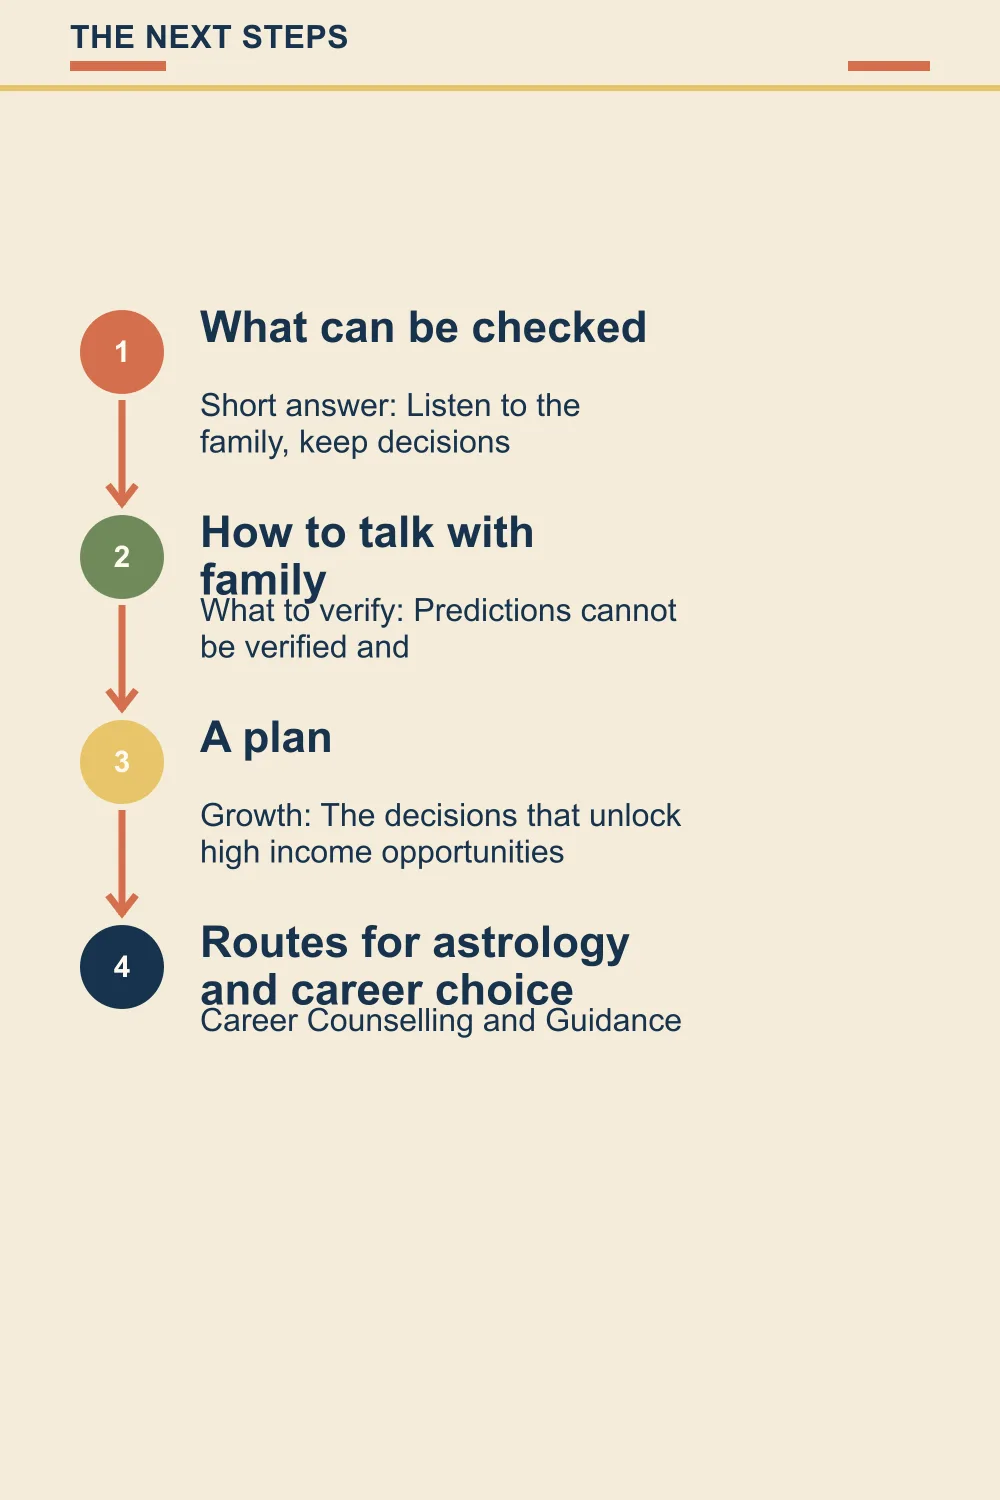 THE NEXT STEPS
1
What can be checked
Short answer: Listen to the
family, keep decisions
2
How to talk with
family
What to verify: Predictions cannot
be verified and
3
A plan
Growth: The decisions that unlock
high income opportunities
4
Routes for astrology
and career choice
Career Counselling and Guidance